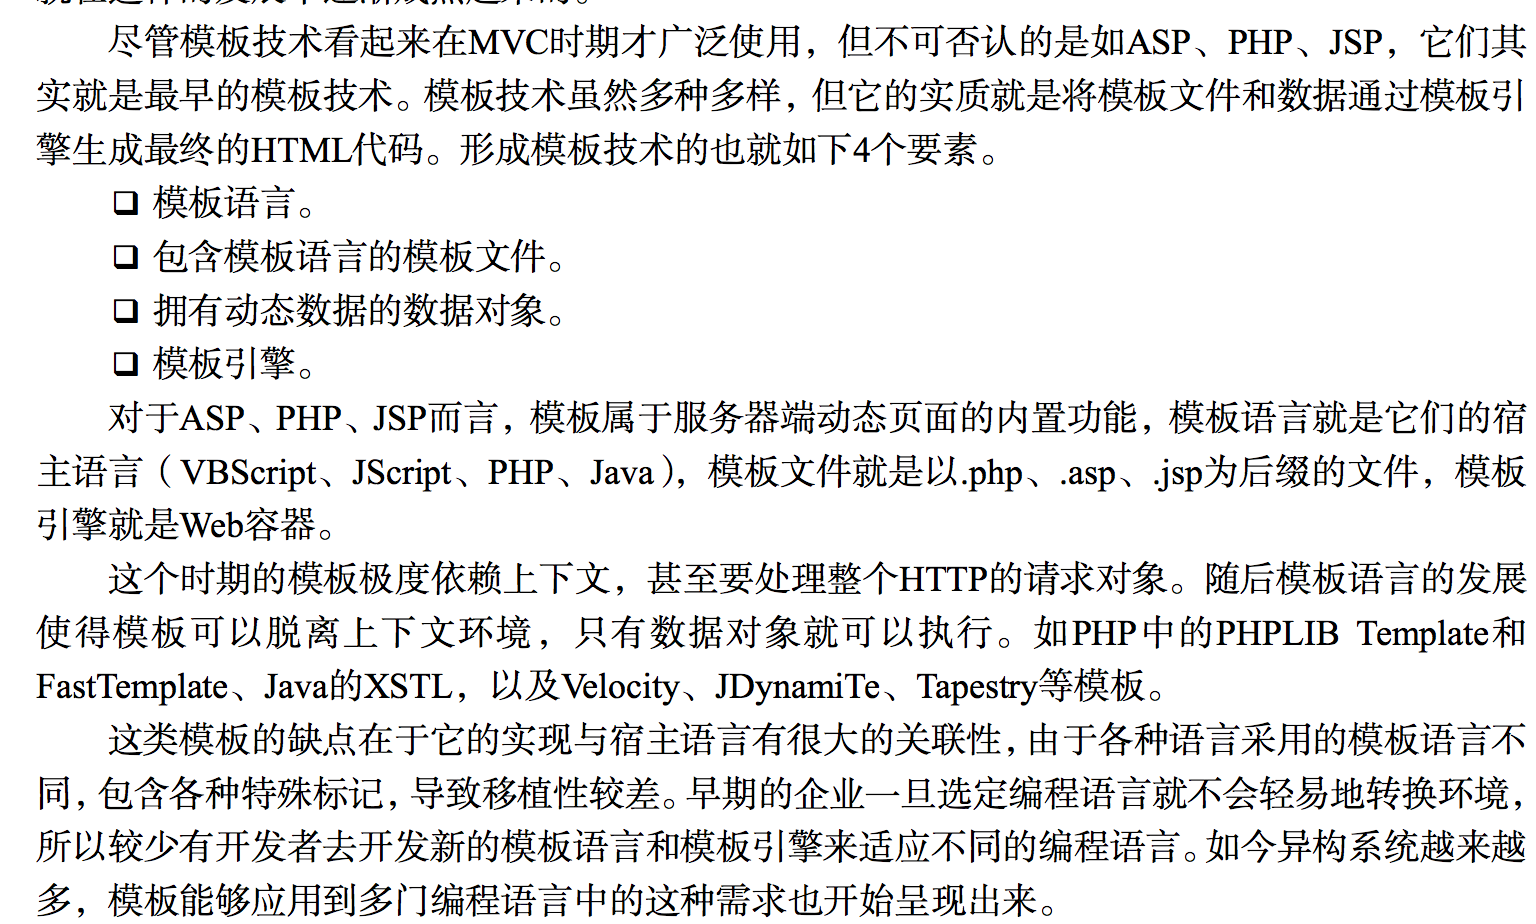 尽管模板技术看起来在MVC时期才广泛使用，但不可否认的是如ASP、PHP、JSP，它们其
实就是最早的模板技术。模板技术虽然多种多样，但它的实质就是将模板文件和数据通过模板引
擎生成最终的HTML代码。形成模板技术的也就如下4个要素。
❑ 模板语言。
❑ 包含模板语言的模板文件。
❑ 拥有动态数据的数据对象。
❑ 模板引擎。
对于ASP、PHP、JSP而言，模板属于服务器端动态页面的内置功能，模板语言就是它们的宿
主语言（VBScript、JScript、PHP、Java），模板文件就是以.php、.asp、.jsp为后缀的文件，模板
引擎就是Web容器。
这个时期的模板极度依赖上下文，甚至要处理整个HTTP的请求对象。随后模板语言的发展
使得模板可以脱离上下文环境，只有数据对象就可以执行。如PHP中的PHPLIB Template和
FastTemplate、Java的XSTL，以及Velocity、JDynamiTe、Tapestry等模板。
这类模板的缺点在于它的实现与宿主语言有很大的关联性，由于各种语言采用的模板语言不
同，包含各种特殊标记，导致移植性较差。早期的企业一旦选定编程语言就不会轻易地转换环境，
所以较少有开发者去开发新的模板语言和模板引擎来适应不同的编程语言。如今异构系统越来越
多，模板能够应用到多门编程语言中的这种需求也开始呈现出来。